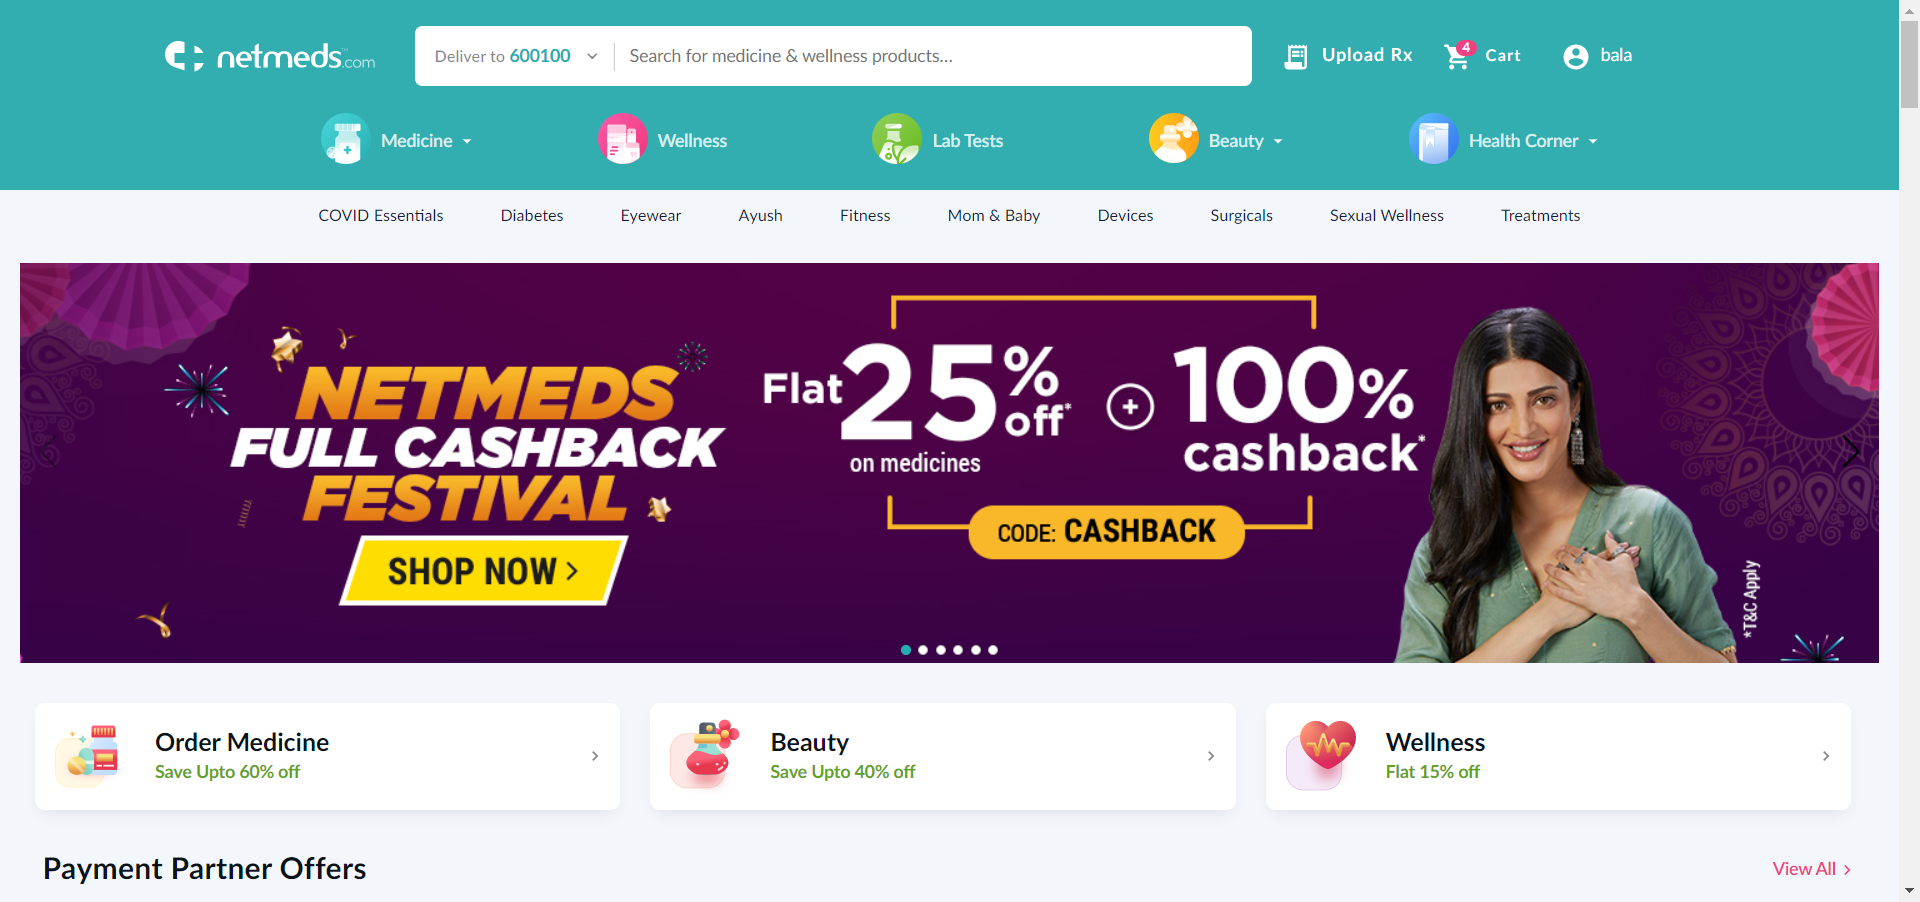 netmeds.com
Deliver to 600100
Search for medicine & wellness products...
Upload Rx
4
Cart
bala
Medicine
Wellness
Lab Tests
Beauty
Health Corner
COVID Essentials
Diabetes
Eyewear
Ayush
Fitness
Mom & Baby
Devices
Surgicals
Sexual Wellness
Treatments
NETMEDS
FULL CASHBACK
FESTIVAL
SHOP NOW >
Flat 25% off*
on medicines
+
100%
cashback*
CODE: CASHBACK
*T&C Apply
Order Medicine
Save Upto 60% off
Beauty
Save Upto 40% off
Wellness
Flat 15% off
Payment Partner Offers
View All >